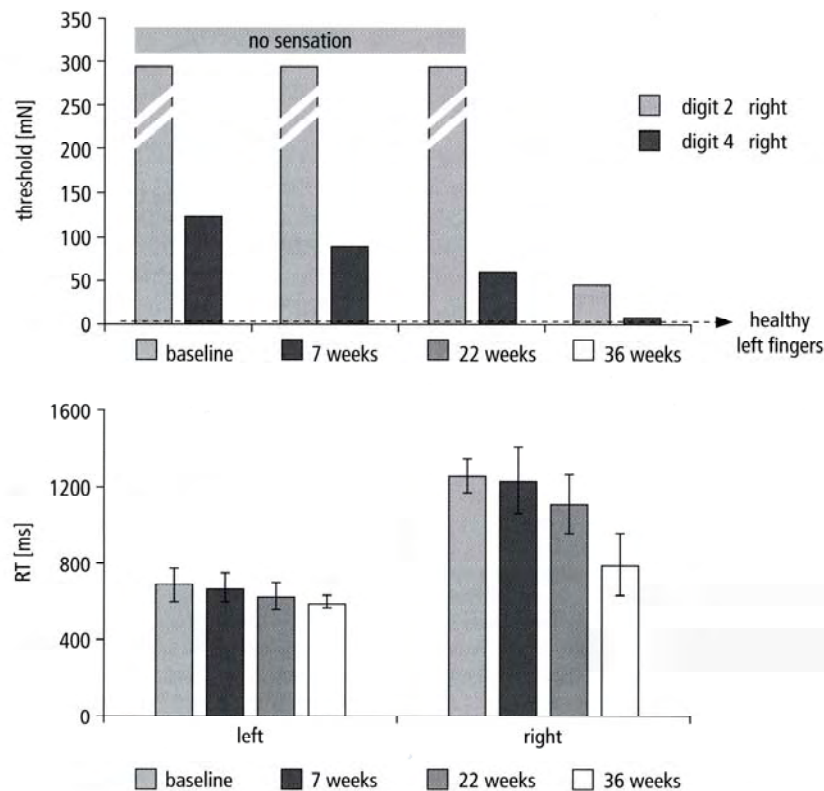 350
300
250
200
150
100
50
0
threshold [mN]
no sensation
digit 2 right
digit 4 right
healthy
left fingers
baseline 7 weeks 22 weeks 36 weeks
1600
1200
800
400
0
RT [ms]
left right
baseline 7 weeks 22 weeks 36 weeks